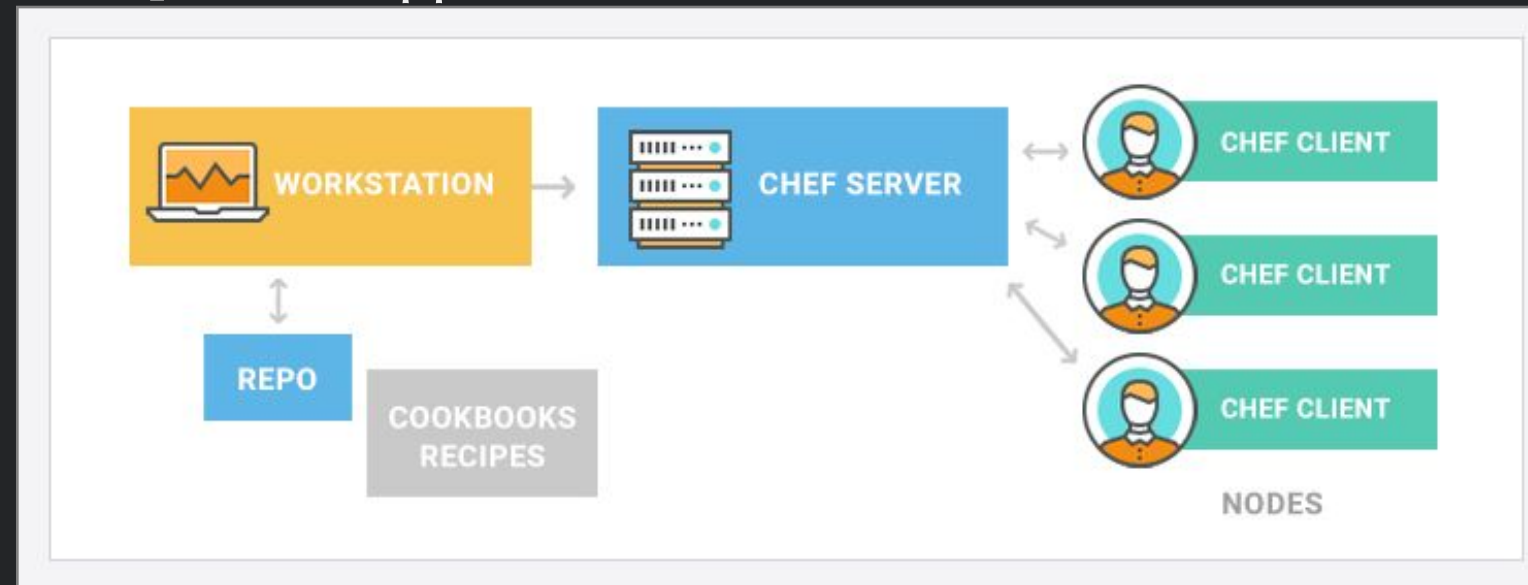 WORKSTATION
CHEF SERVER
CHEF CLIENT
CHEF CLIENT
CHEF CLIENT
REPO
COOKBOOKS
RECIPES
NODES